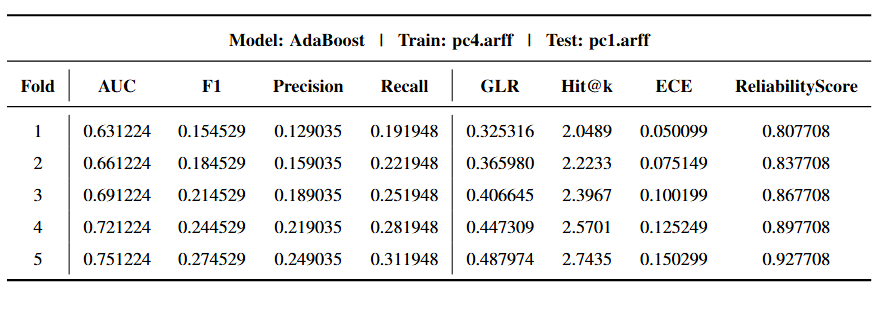 Model: AdaBoost | Train: pc4.arff | Test: pc1.arff
Fold AUC F1 Precision Recall GLR Hit@k ECE ReliabilityScore
1 0.631224 0.154529 0.129035 0.191948 0.325316 2.0489 0.050099 0.807708
2 0.661224 0.184529 0.159035 0.221948 0.365980 2.2233 0.075149 0.837708
3 0.691224 0.214529 0.189035 0.251948 0.406645 2.3967 0.100199 0.867708
4 0.721224 0.244529 0.219035 0.281948 0.447309 2.5701 0.125249 0.897708
5 0.751224 0.274529 0.249035 0.311948 0.487974 2.7435 0.150299 0.927708